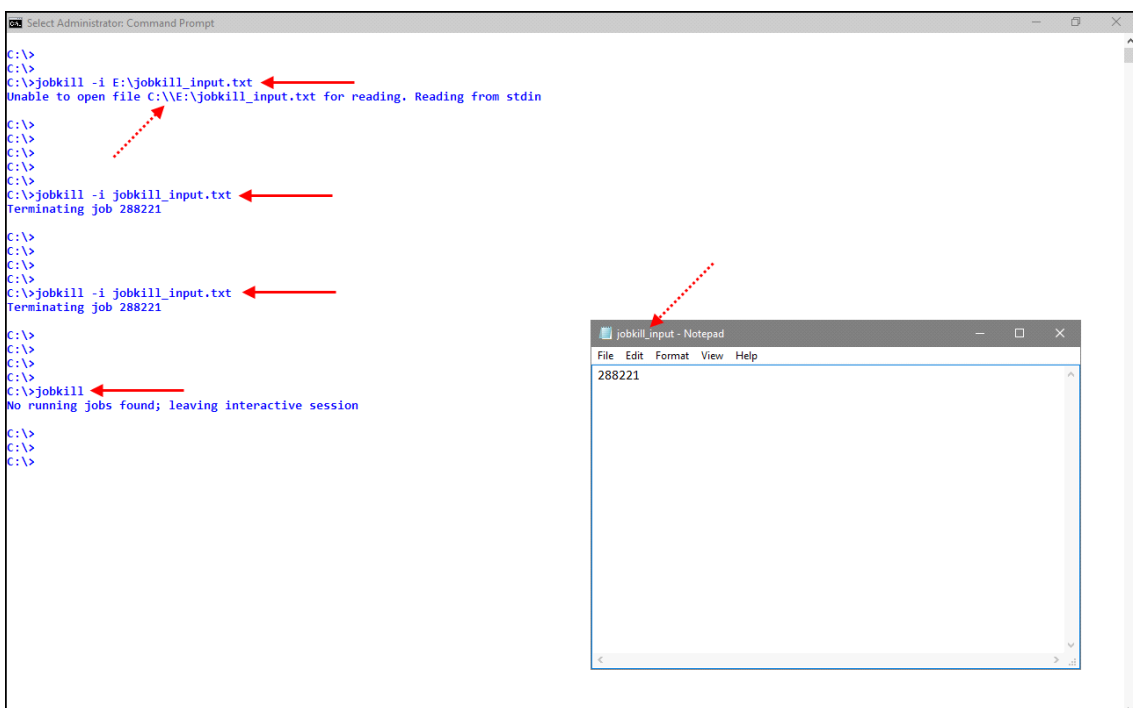 Select Administrator: Command Prompt
C:\>
C:\>
C:\>jobkill -i E:\jobkill_input.txt
Unable to open file C:\\E:\jobkill_input.txt for reading. Reading from stdin
C:\>
C:\>
C:\>
C:\>
C:\>
C:\>jobkill -i jobkill_input.txt
Terminating job 288221
C:\>
C:\>
C:\>
C:\>
C:\>jobkill -i jobkill_input.txt
Terminating job 288221
C:\>
C:\>
C:\>
C:\>
C:\>jobkill
No running jobs found; leaving interactive session
C:\>
C:\>
C:\>
jobkill_input - Notepad
File Edit Format View Help
288221